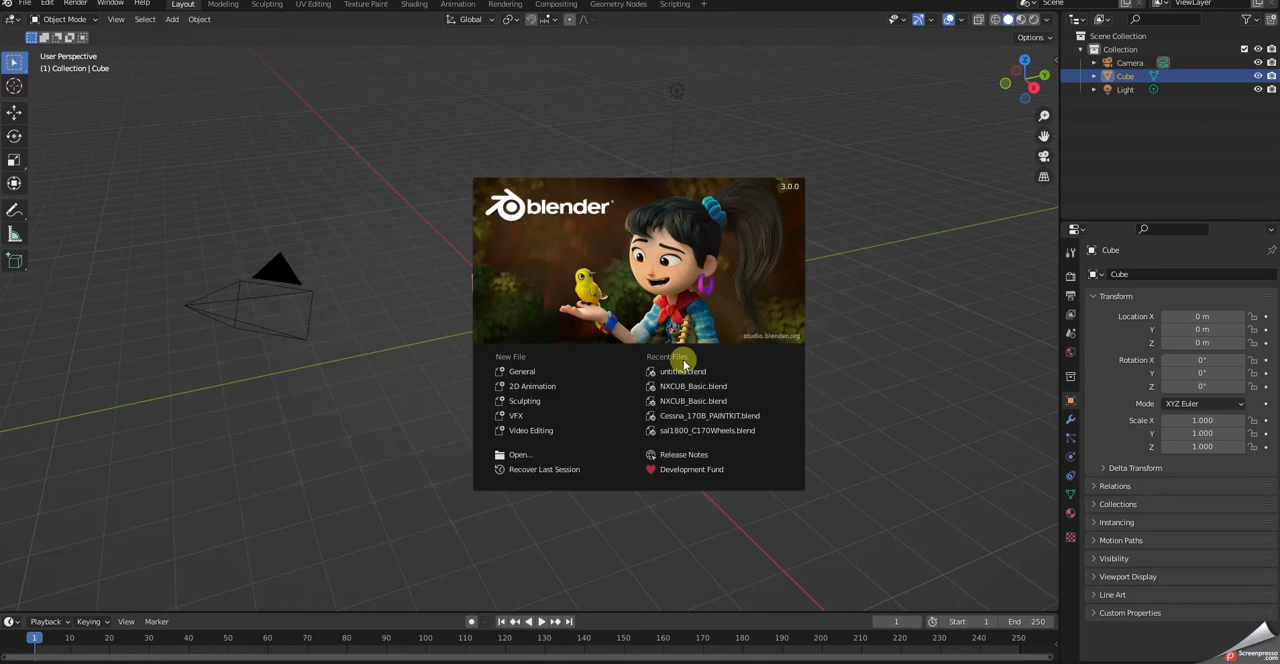 File Edit Render Window Help Layout Modeling Sculpting UV Editing Texture Paint Shading Animation Rendering Compositing Geometry Nodes Scripting + Scene ViewLayer
Object Mode View Select Add Object Global
Options
User Perspective
(1) Collection | Cube
Z
Y
X
Scene Collection
Collection
Camera
Cube
Light
blender
3.0.0
studio.blender.org
New File
General
2D Animation
Sculpting
VFX
Video Editing
Open...
Recover Last Session
Recent Files
untitled.blend
NXCUB_Basic.blend
NXCUB_Basic.blend
Cessna_170B_PAINTKIT.blend
sal1800_C170Wheels.blend
Release Notes
Development Fund
Cube
Cube
Transform
Location X 0 m
Y 0 m
Z 0 m
Rotation X 0°
Y 0°
Z 0°
Mode XYZ Euler
Scale X 1.000
Y 1.000
Z 1.000
Delta Transform
Relations
Collections
Instancing
Motion Paths
Visibility
Viewport Display
Line Art
Custom Properties
Playback Keying View Marker 1 Start 1 End 250
1 10 20 30 40 50 60 70 80 90 100 110 120 130 140 150 160 170 180 190 200 210 220 230 240 250
Screenpresso
.com